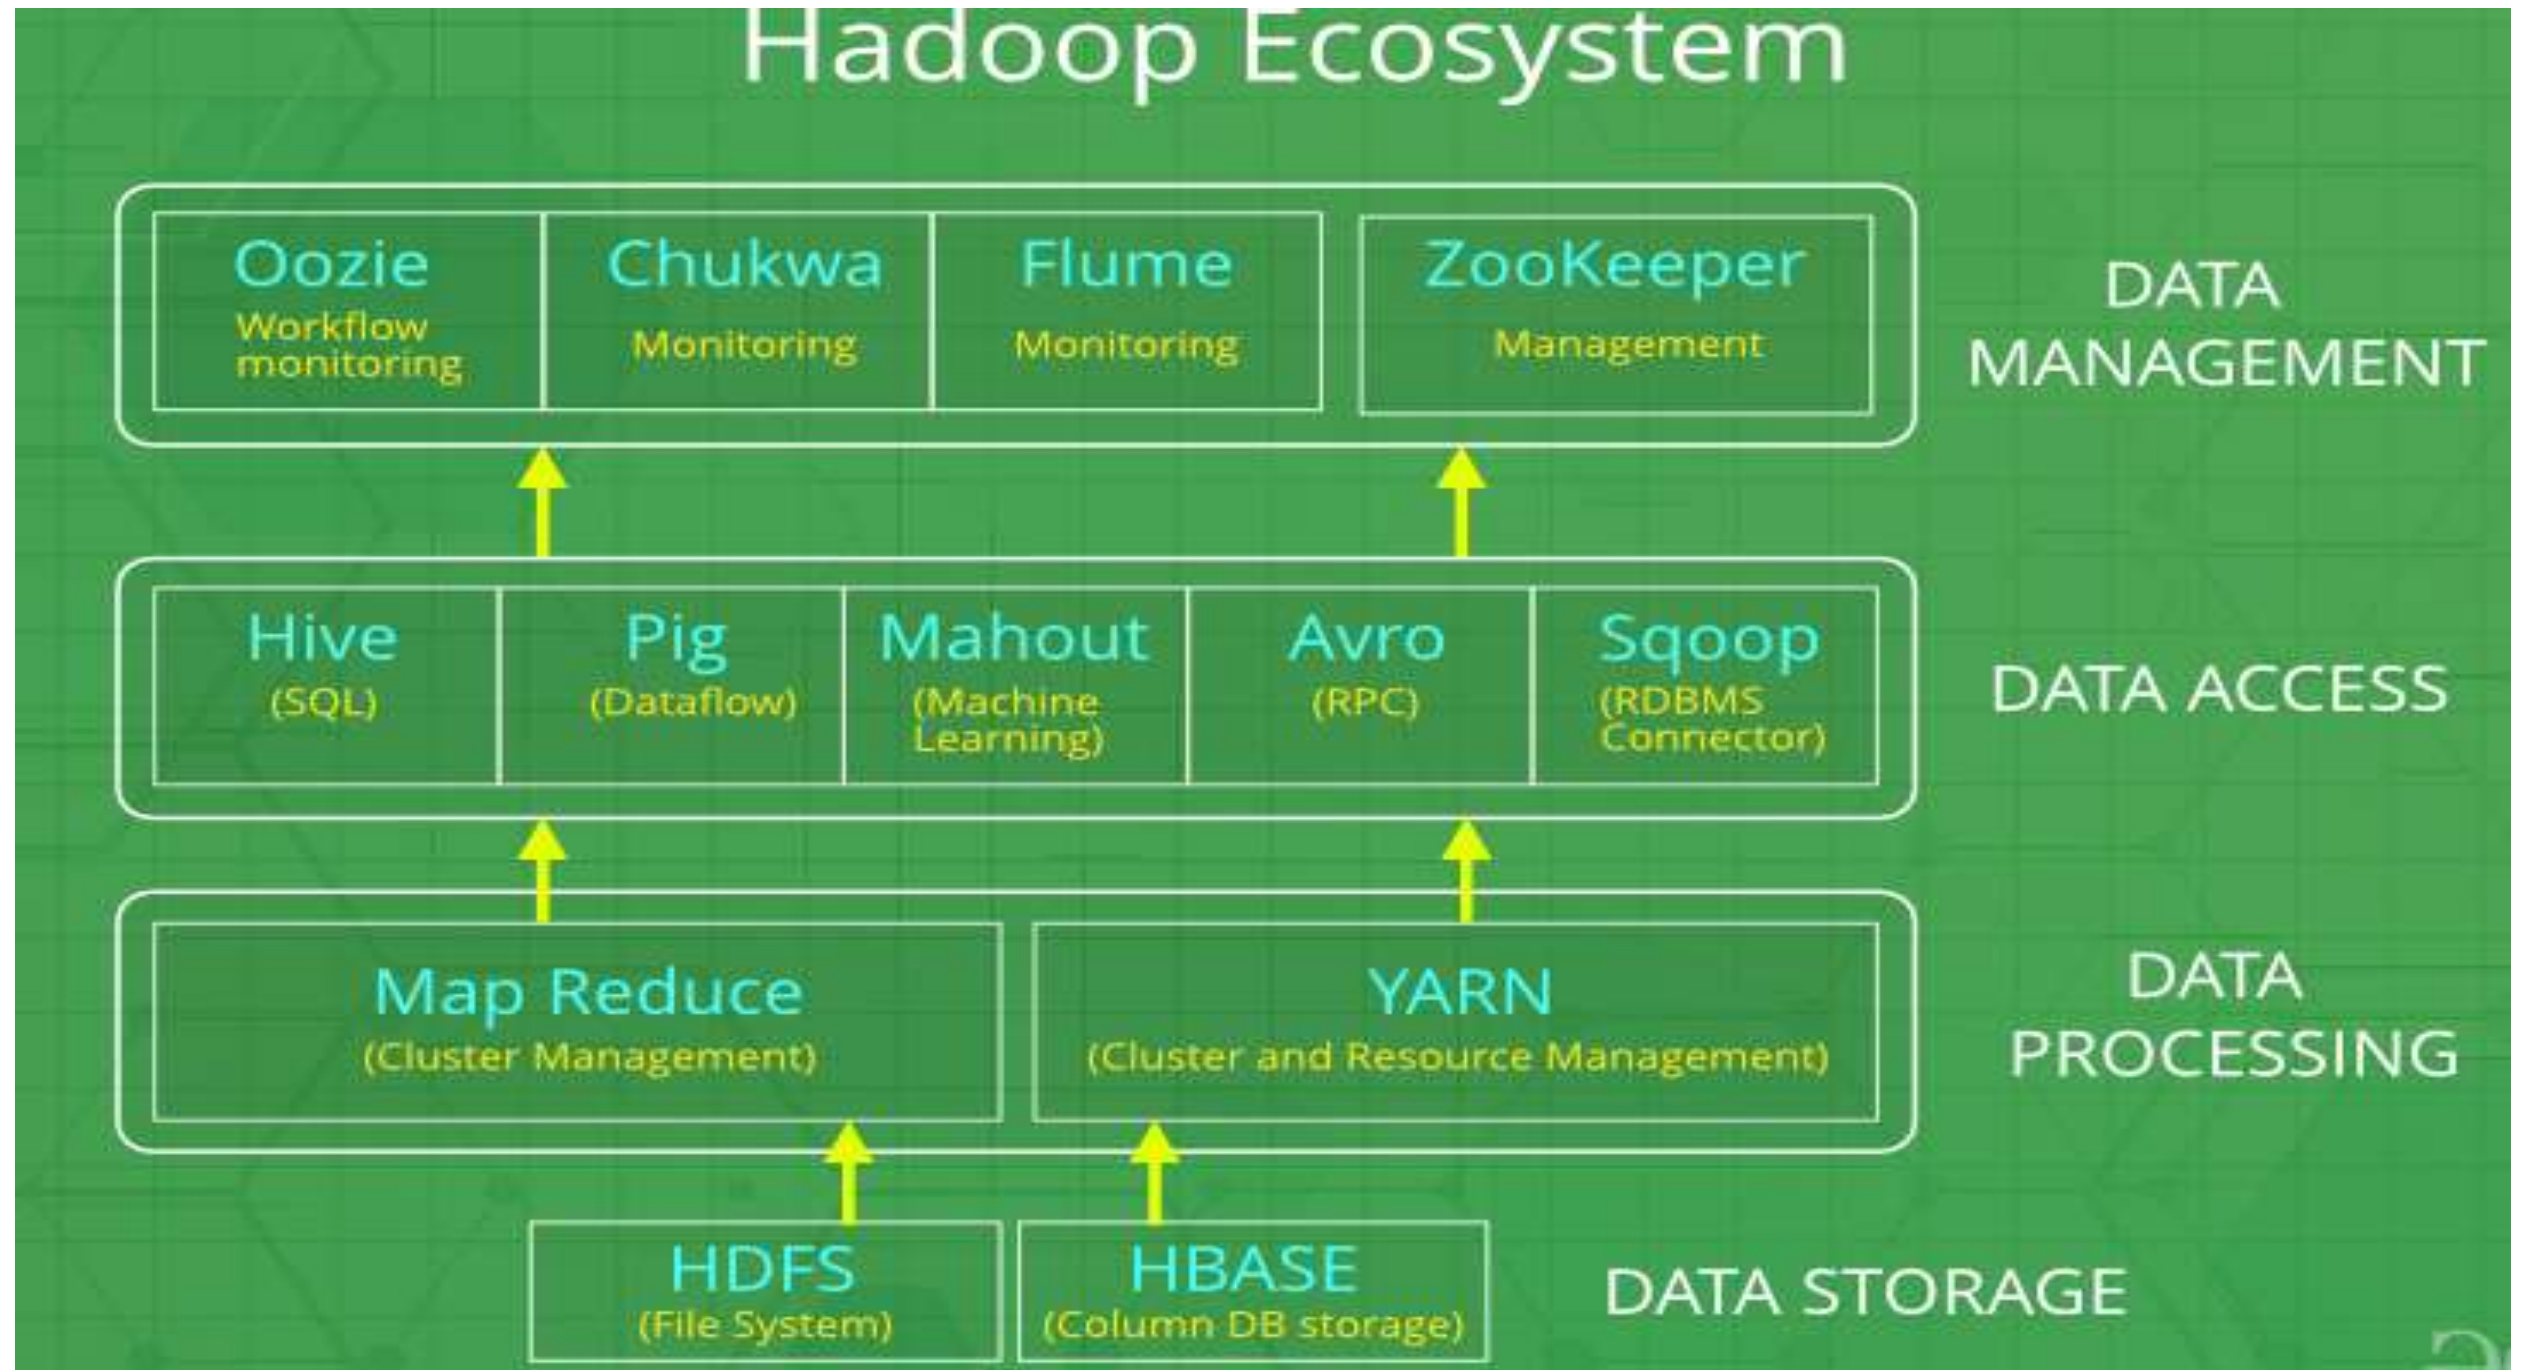 Hadoop Ecosystem
Oozie
Workflow
monitoring
Chukwa
Monitoring
Flume
Monitoring
ZooKeeper
Management
DATA
MANAGEMENT
Hive
(SQL)
Pig
(Dataflow)
Mahout
(Machine
Learning)
Avro
(RPC)
Sqoop
(RDBMS
Connector)
DATA ACCESS
Map Reduce
(Cluster Management)
YARN
(Cluster and Resource Management)
DATA
PROCESSING
HDFS
(File System)
HBASE
(Column DB storage)
DATA STORAGE